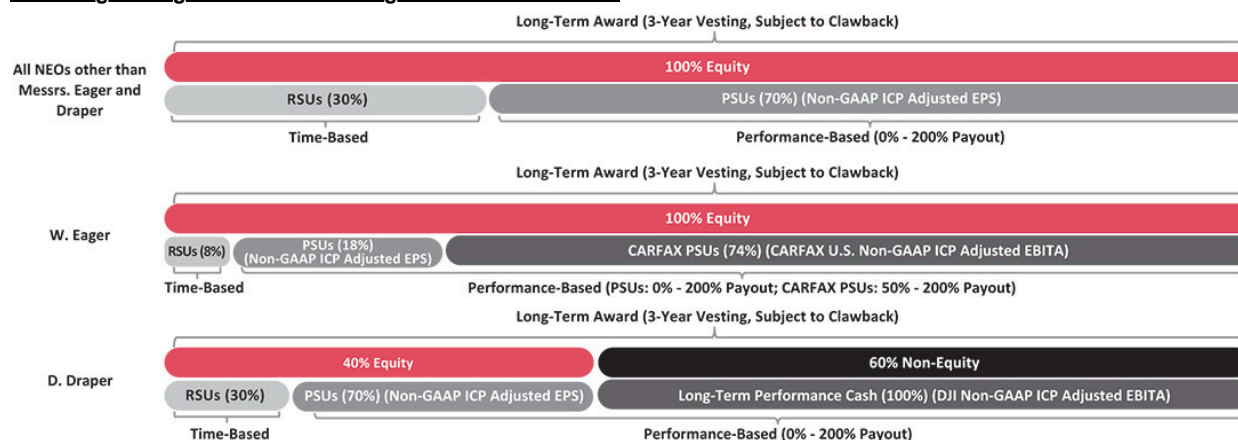 Long-Term Award (3-Year Vesting, Subject to Clawback)
All NEOs other than
Messrs. Eager and
Draper
100% Equity
RSUs (30%)
PSUs (70%) (Non-GAAP ICP Adjusted EPS)
Time-Based
Performance-Based (0% - 200% Payout)
Long-Term Award (3-Year Vesting, Subject to Clawback)
W. Eager
100% Equity
RSUs (8%)
PSUs (18%)
(Non-GAAP ICP Adjusted EPS)
CARFAX PSUs (74%) (CARFAX U.S. Non-GAAP ICP Adjusted EBITA)
Time-Based
Performance-Based (PSUs: 0% - 200% Payout; CARFAX PSUs: 50% - 200% Payout)
Long-Term Award (3-Year Vesting, Subject to Clawback)
D. Draper
40% Equity
60% Non-Equity
RSUs (30%)
PSUs (70%) (Non-GAAP ICP Adjusted EPS)
Long-Term Performance Cash (100%) (DJI Non-GAAP ICP Adjusted EBITA)
Time-Based
Performance-Based (0% - 200% Payout)